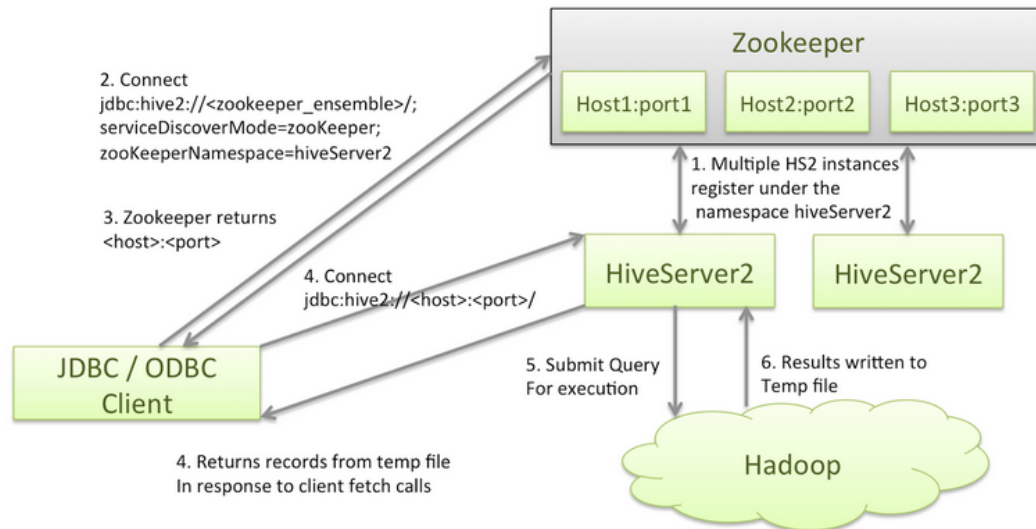 Zookeeper
Host1:port1
Host2:port2
Host3:port3
2. Connect
jdbc:hive2://<zookeeper_ensemble>/;
serviceDiscoverMode=zooKeeper;
zooKeeperNamespace=hiveServer2
1. Multiple HS2 instances
register under the
namespace hiveServer2
3. Zookeeper returns
<host>:<port>
4. Connect
jdbc:hive2://<host>:<port>/
HiveServer2
HiveServer2
JDBC / ODBC
Client
5. Submit Query
For execution
6. Results written to
Temp file
4. Returns records from temp file
In response to client fetch calls
Hadoop